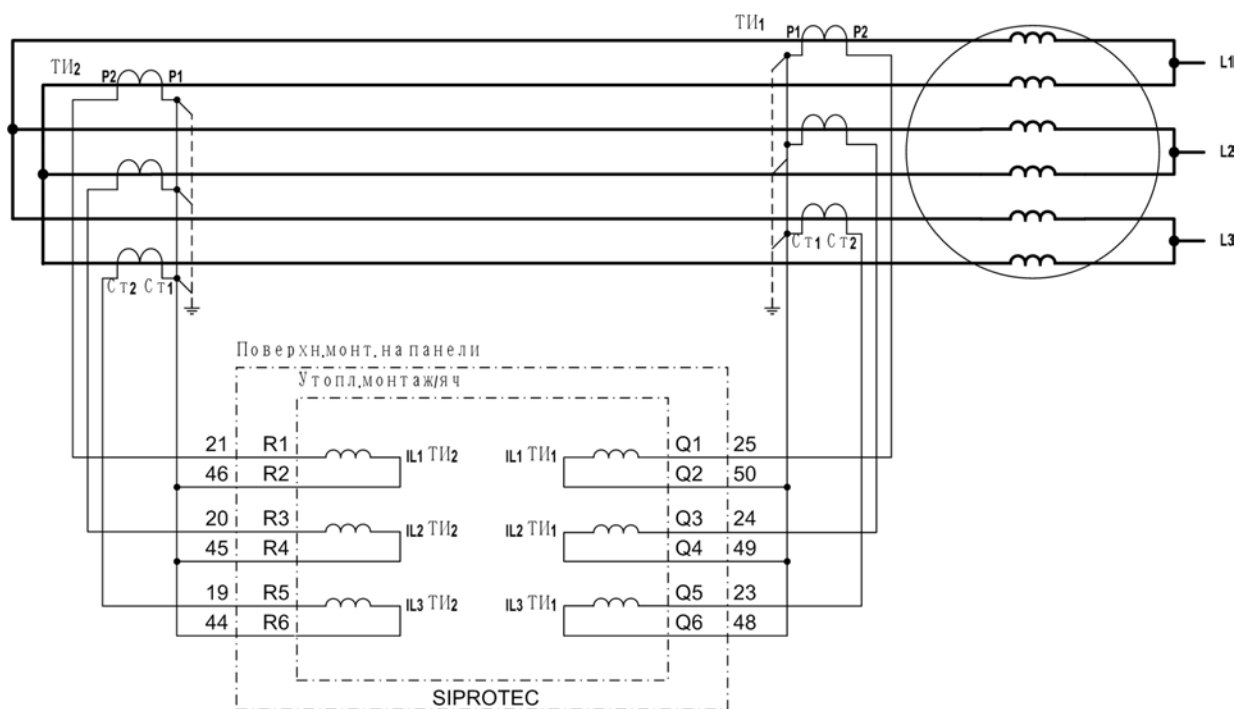 ТИ1
P1 P2
L1
ТИ2
P2 P1
L2
Ст1 Ст2
L3
Ст2 Ст1
Поверхн.монт.на панели
Утопл.монтаж/яч
21 R1 IL1 ТИ2 IL1 ТИ1 Q1 25
46 R2 Q2 50
20 R3 IL2 ТИ2 IL2 ТИ1 Q3 24
45 R4 Q4 49
19 R5 IL3 ТИ2 IL3 ТИ1 Q5 23
44 R6 Q6 48
SIPROTEC